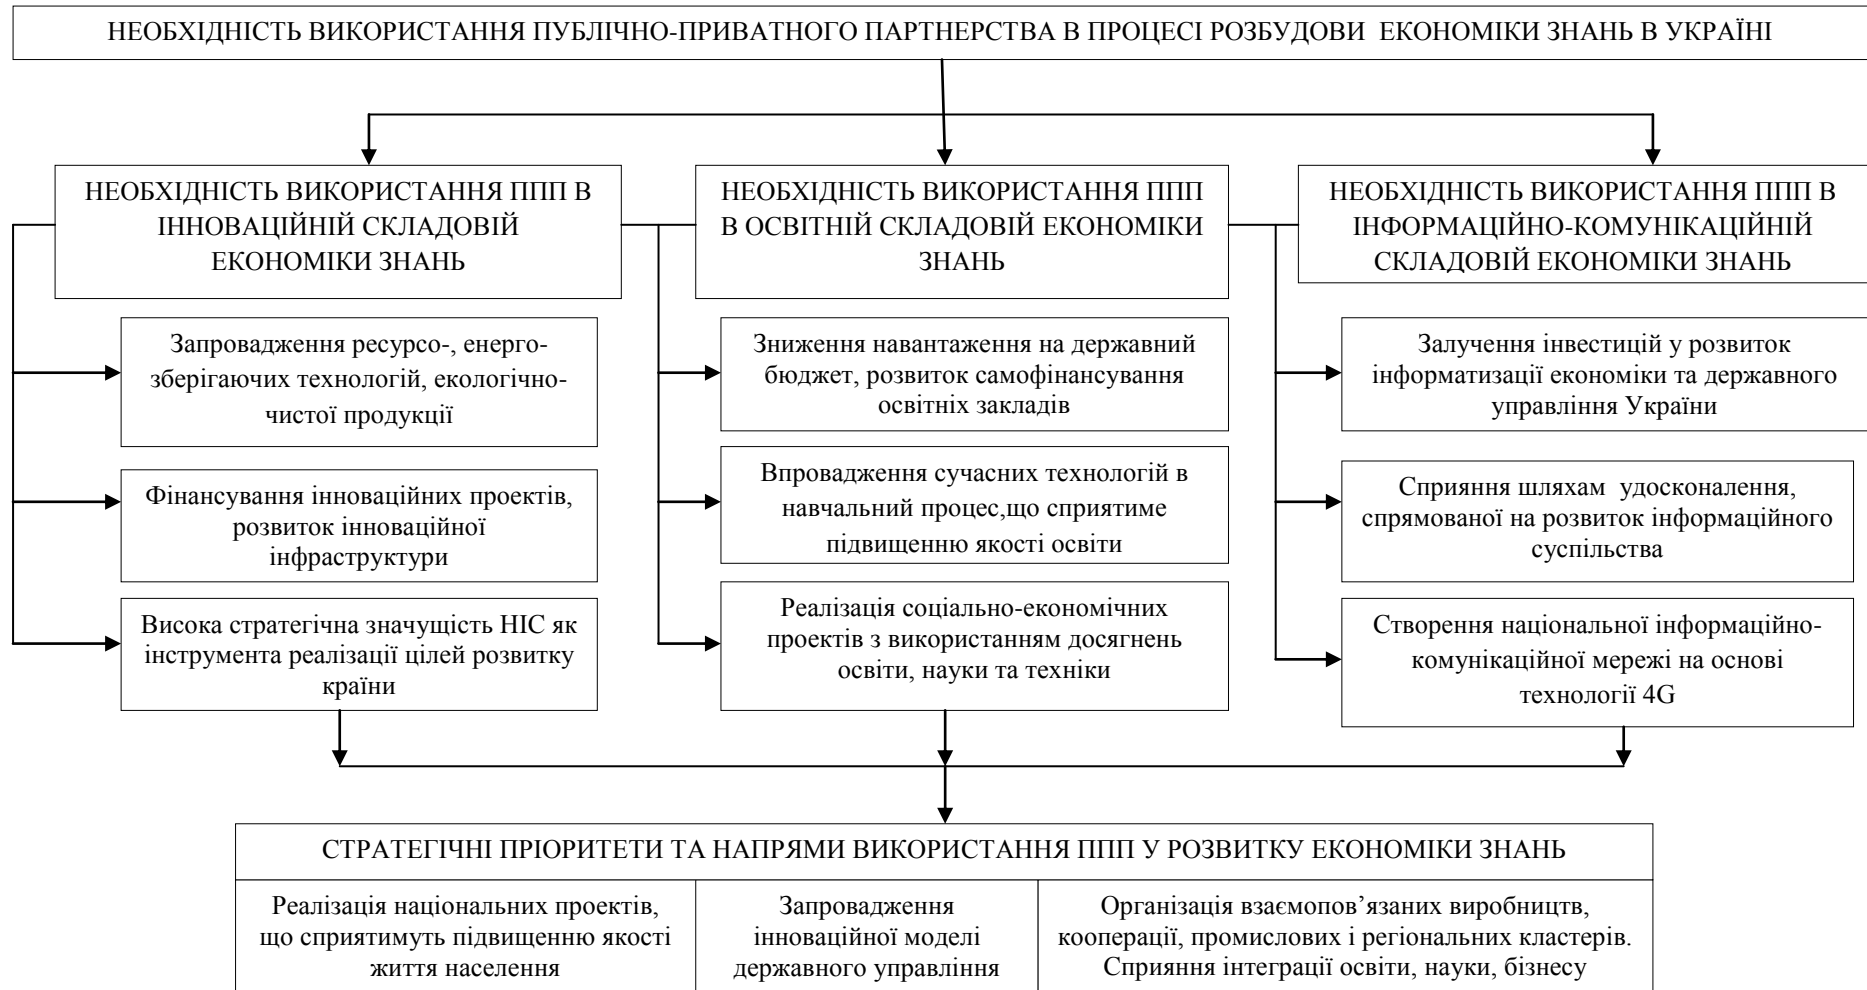 НЕОБХІДНІСТЬ ВИКОРИСТАННЯ ПУБЛІЧНО-ПРИВАТНОГО ПАРТНЕРСТВА В ПРОЦЕСІ РОЗБУДОВИ ЕКОНОМІКИ ЗНАНЬ В УКРАЇНІ
НЕОБХІДНІСТЬ ВИКОРИСТАННЯ ППП В
ІННОВАЦІЙНІЙ СКЛАДОВІЙ
ЕКОНОМІКИ ЗНАНЬ
НЕОБХІДНІСТЬ ВИКОРИСТАННЯ ППП
В ОСВІТНІЙ СКЛАДОВІЙ ЕКОНОМІКИ
ЗНАНЬ
НЕОБХІДНІСТЬ ВИКОРИСТАННЯ ППП В
ІНФОРМАЦІЙНО-КОМУНІКАЦІЙНІЙ
СКЛАДОВІЙ ЕКОНОМІКИ ЗНАНЬ
Запровадження ресурсо-, енерго-
зберігаючих технологій, екологічно-
чистої продукції
Зниження навантаження на державний
бюджет, розвиток самофінансування
освітніх закладів
Залучення інвестицій у розвиток
інформатизації економіки та державного
управління України
Фінансування інноваційних проектів,
розвиток інноваційної
інфраструктури
Впровадження сучасних технологій в
навчальний процес,що сприятиме
підвищенню якості освіти
Сприяння шляхам удосконалення,
спрямованої на розвиток інформаційного
суспільства
Висока стратегічна значущість НІС як
інструмента реалізації цілей розвитку
країни
Реалізація соціально-економічних
проектів з використанням досягнень
освіти, науки та техніки
Створення національної інформаційно-
комунікаційної мережі на основі
технології 4G
СТРАТЕГІЧНІ ПРІОРИТЕТИ ТА НАПРЯМИ ВИКОРИСТАННЯ ППП У РОЗВИТКУ ЕКОНОМІКИ ЗНАНЬ
Реалізація національних проектів,
що сприятимуть підвищенню якості
життя населення
Запровадження
інноваційної моделі
державного управління
Організація взаємопов’язаних виробництв,
кооперації, промислових і регіональних кластерів.
Сприяння інтеграції освіти, науки, бізнесу